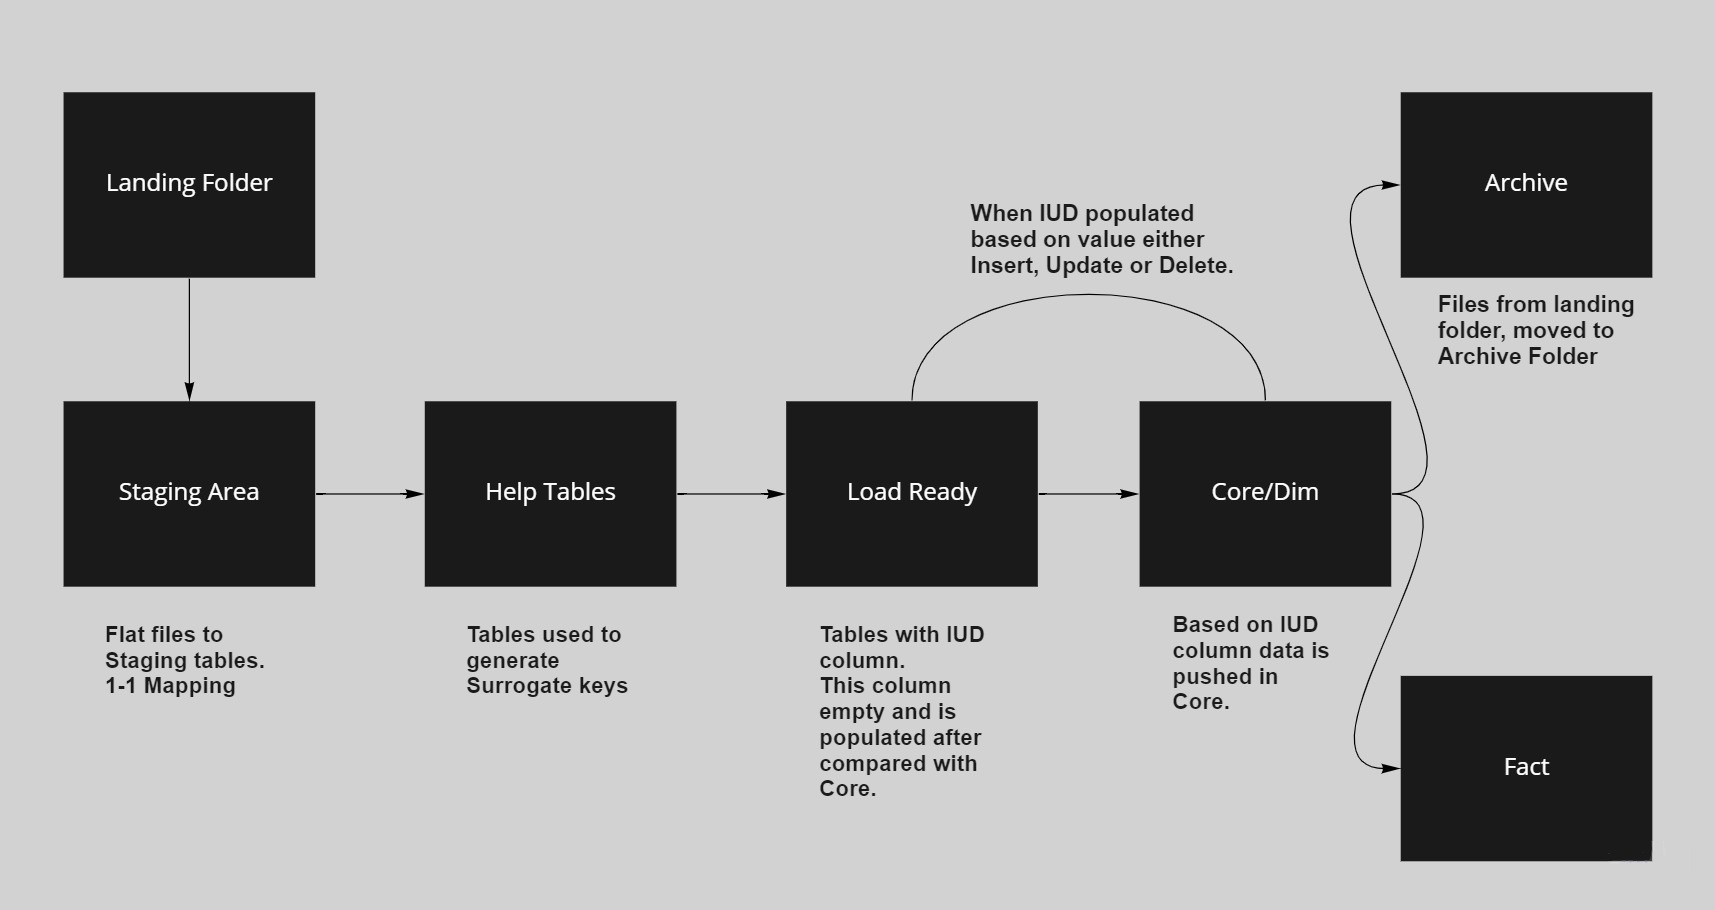 Landing Folder
Archive
When IUD populated
based on value either
Insert, Update or Delete.
Files from landing
folder, moved to
Archive Folder
Staging Area
Help Tables
Load Ready
Core/Dim
Flat files to
Staging tables.
1-1 Mapping
Tables used to
generate
Surrogate keys
Tables with IUD
column.
This column
empty and is
populated after
compared with
Core.
Based on IUD
column data is
pushed in
Core.
Fact